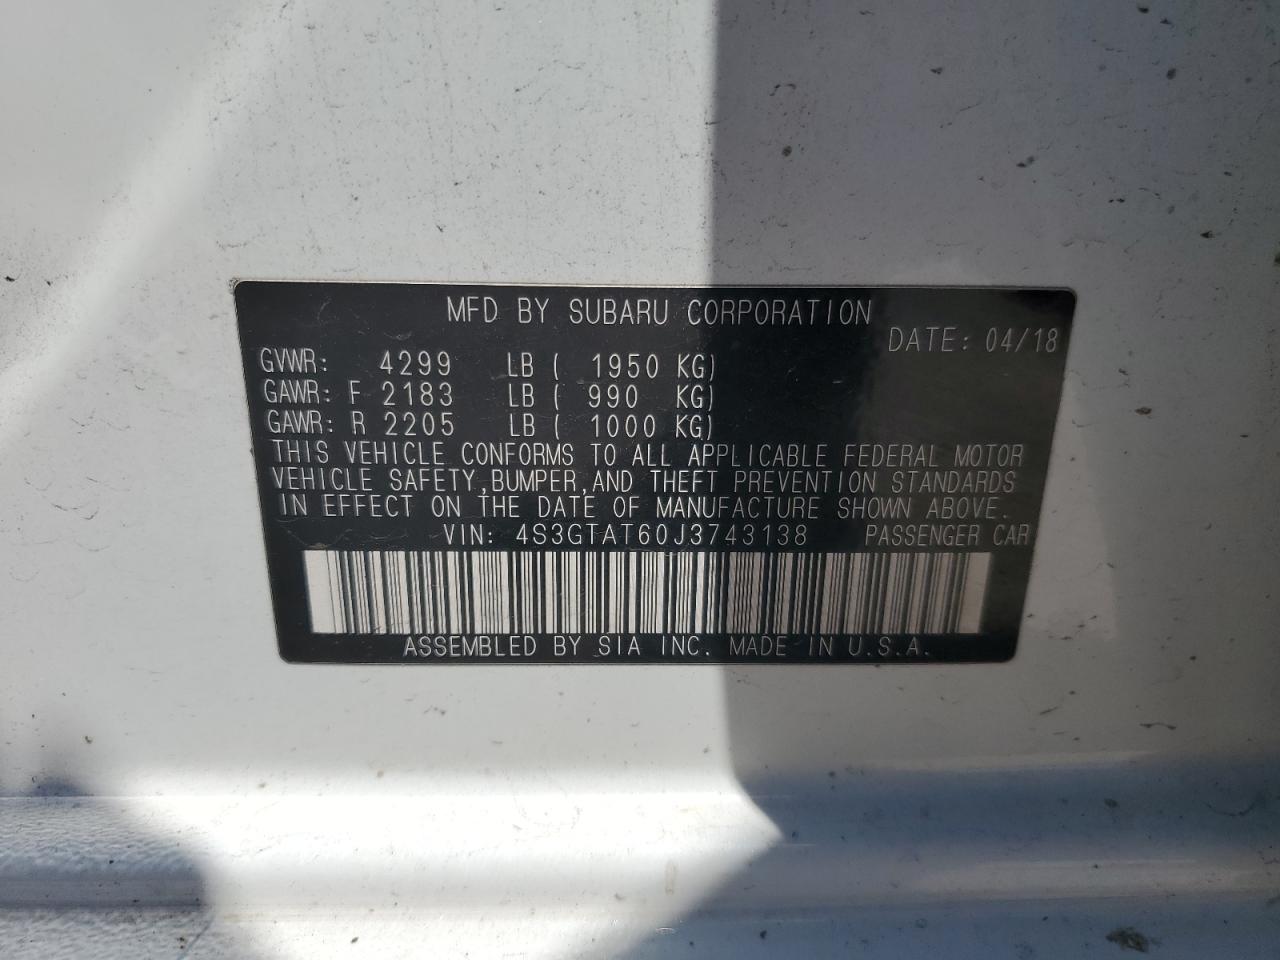 MFD BY SUBARU CORPORATION
DATE: 04/18
GVWR: 4299 LB ( 1950 KG)
GAWR: F 2183 LB ( 990 KG)
GAWR: R 2205 LB ( 1000 KG)
THIS VEHICLE CONFORMS TO ALL APPLICABLE FEDERAL MOTOR
VEHICLE SAFETY,BUMPER,AND THEFT PREVENTION STANDARDS
IN EFFECT ON THE DATE OF MANUFACTURE SHOWN ABOVE.
VIN: 4S3GTAT60J3743138 PASSENGER CAR
ASSEMBLED BY SIA INC. MADE IN U.S.A.